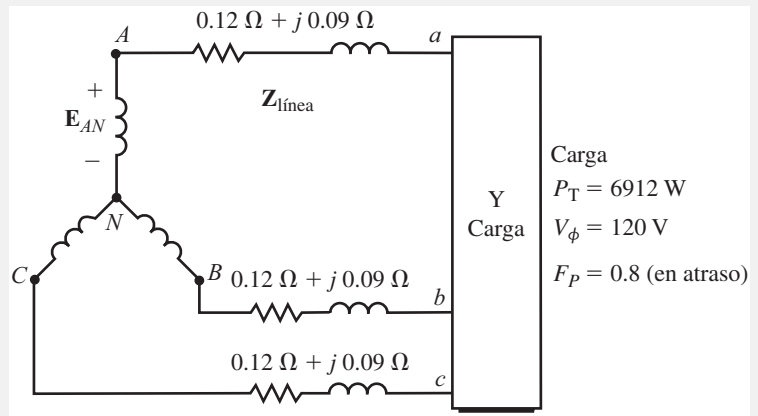 0.12 Ω + j 0.09 Ω
A
a
+
E_AN
−
Z_línea
N
C
B
0.12 Ω + j 0.09 Ω
b
0.12 Ω + j 0.09 Ω
c
Y
Carga
Carga
P_T = 6912 W
V_ϕ = 120 V
F_P = 0.8 (en atraso)